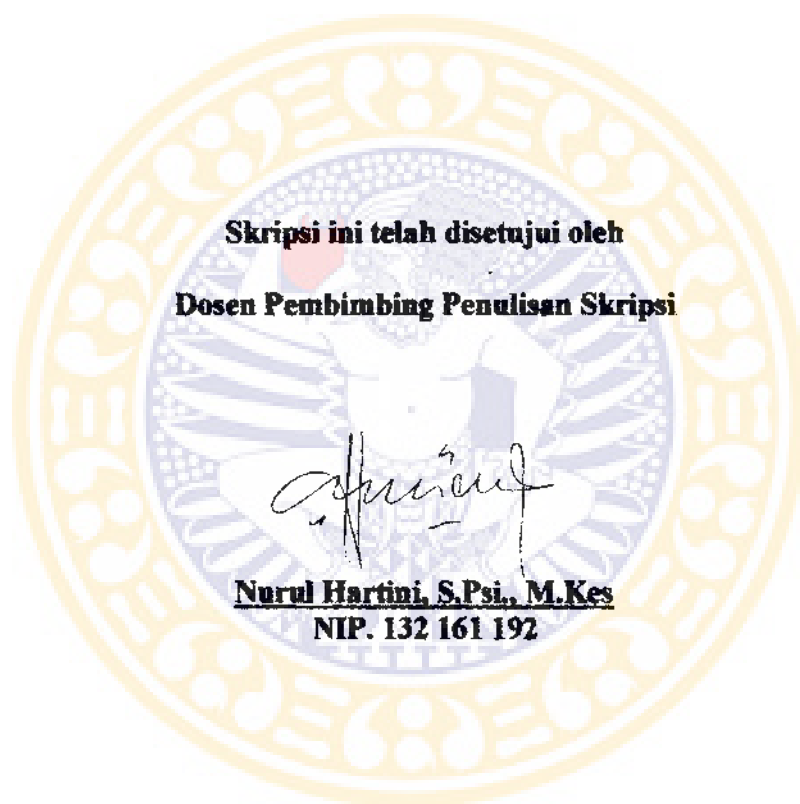 Skripsi ini telah disetujui oleh
Dosen Pembimbing Penulisan Skripsi
Nurul Hartini, S.Psi., M.Kes
NIP. 132 161 192